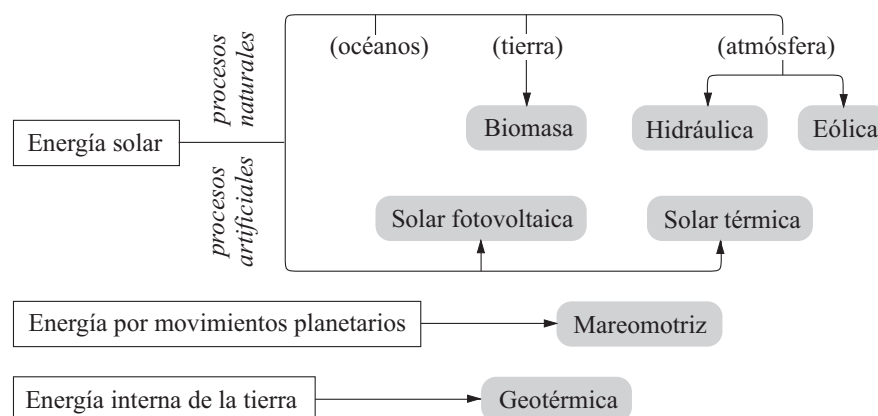 procesos
naturales
(océanos)
(tierra)
(atmósfera)
Biomasa
Hidráulica
Eólica
Energía solar
procesos
artificiales
Solar fotovoltaica
Solar térmica
Energía por movimientos planetarios
Mareomotriz
Energía interna de la tierra
Geotérmica